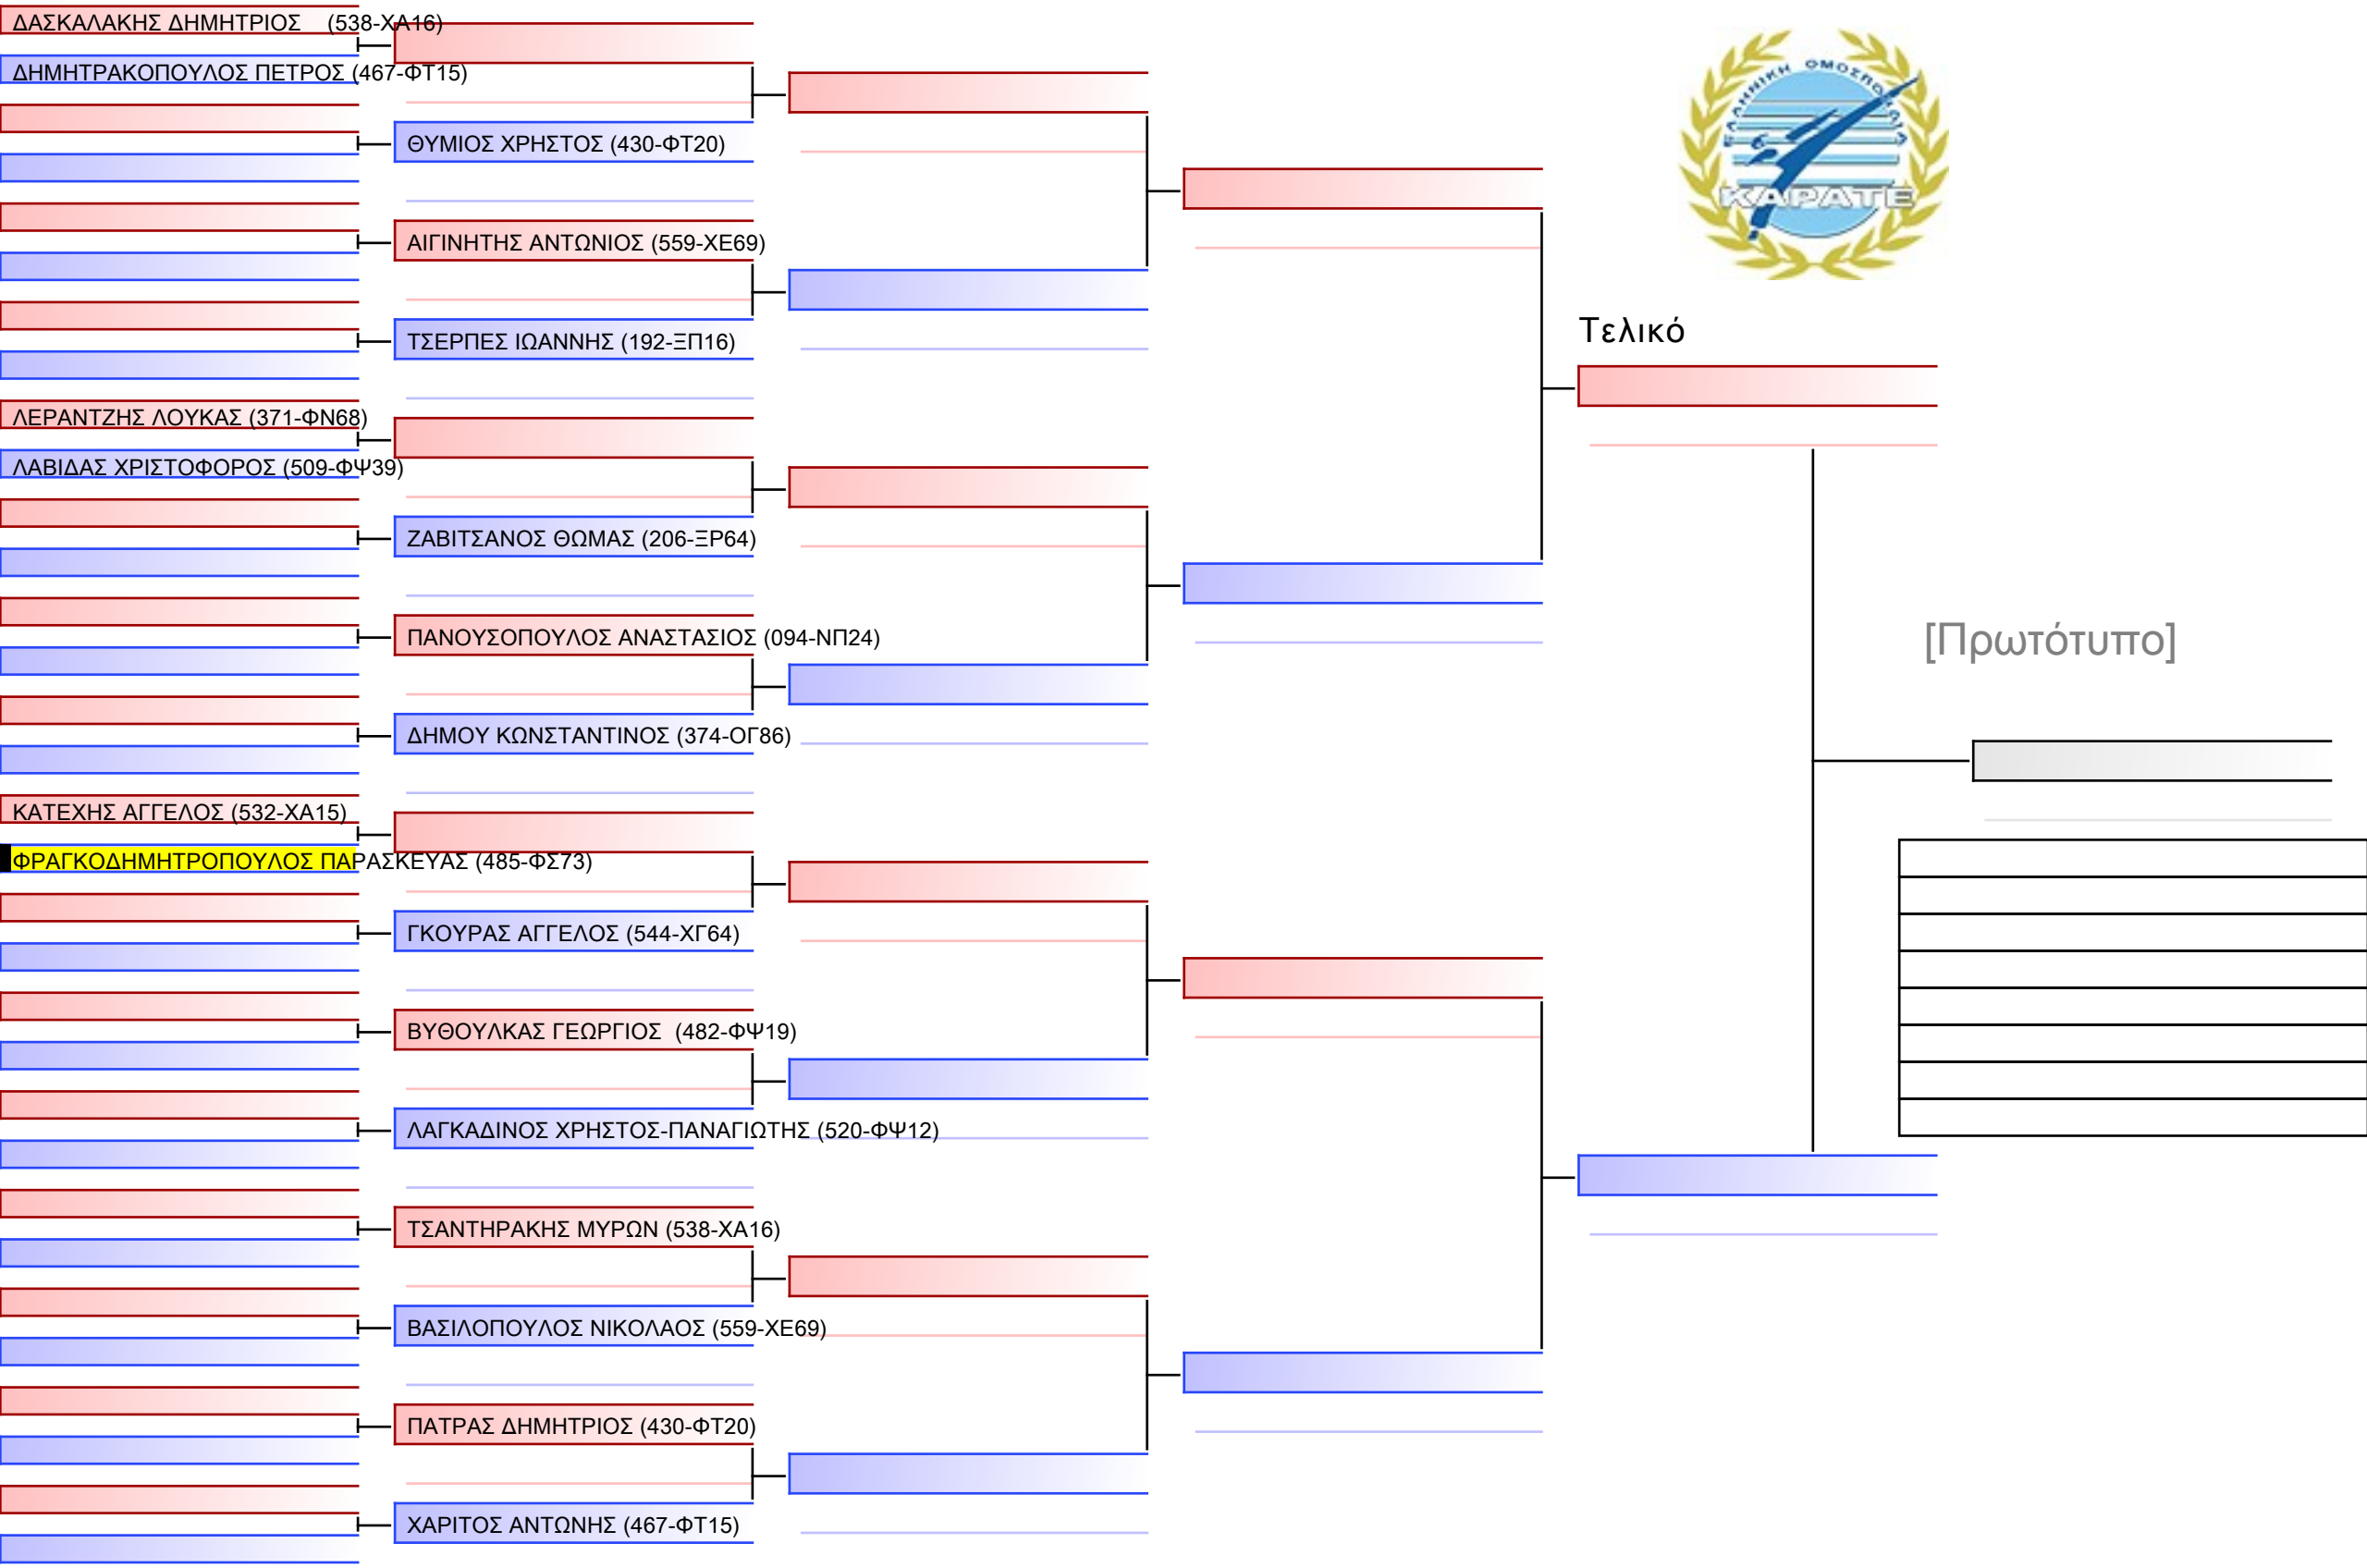 ΔΑΣΚΑΛΑΚΗΣ ΔΗΜΗΤΡΙΟΣ (538-ΧΑ16)
ΔΗΜΗΤΡΑΚΟΠΟΥΛΟΣ ΠΕΤΡΟΣ (467-ΦΤ15)
ΘΥΜΙΟΣ ΧΡΗΣΤΟΣ (430-ΦΤ20)
ΑΙΓΙΝΗΤΗΣ ΑΝΤΩΝΙΟΣ (559-ΧΕ69)
ΤΣΕΡΠΕΣ ΙΩΑΝΝΗΣ (192-ΞΠ16)
ΛΕΡΑΝΤΖΗΣ ΛΟΥΚΑΣ (371-ΦΝ68)
ΛΑΒΙΔΑΣ ΧΡΙΣΤΟΦΟΡΟΣ (509-ΦΨ39)
ΖΑΒΙΤΣΑΝΟΣ ΘΩΜΑΣ (206-ΞΡ64)
ΠΑΝΟΥΣΟΠΟΥΛΟΣ ΑΝΑΣΤΑΣΙΟΣ (094-ΝΠ24)
ΔΗΜΟΥ ΚΩΝΣΤΑΝΤΙΝΟΣ (374-ΟΓ86)
ΚΑΤΕΧΗΣ ΑΓΓΕΛΟΣ (532-ΧΑ15)
ΦΡΑΓΚΟΔΗΜΗΤΡΟΠΟΥΛΟΣ ΠΑΡΑΣΚΕΥΑΣ (485-ΦΣ73)
ΓΚΟΥΡΑΣ ΑΓΓΕΛΟΣ (544-ΧΓ64)
ΒΥΘΟΥΛΚΑΣ ΓΕΩΡΓΙΟΣ (482-ΦΨ19)
ΛΑΓΚΑΔΙΝΟΣ ΧΡΗΣΤΟΣ-ΠΑΝΑΓΙΩΤΗΣ (520-ΦΨ12)
ΤΣΑΝΤΗΡΑΚΗΣ ΜΥΡΩΝ (538-ΧΑ16)
ΒΑΣΙΛΟΠΟΥΛΟΣ ΝΙΚΟΛΑΟΣ (559-ΧΕ69)
ΠΑΤΡΑΣ ΔΗΜΗΤΡΙΟΣ (430-ΦΤ20)
ΧΑΡΙΤΟΣ ΑΝΤΩΝΗΣ (467-ΦΤ15)
ΕΛΛΗΝΙΚΗ ΟΜΟΣΠΟΝΔΙΑ
ΚΑΡΑΤΕ
Τελικό
[Πρωτότυπο]